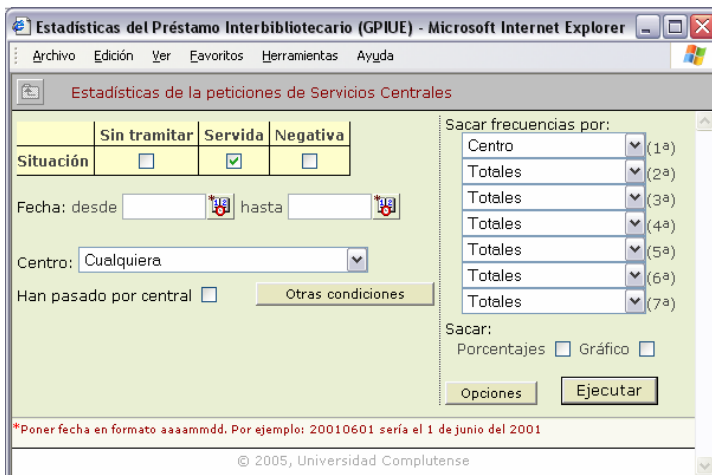 Estadísticas del Préstamo Interbibliotecario (GPIUE) - Microsoft Internet Explorer
Archivo Edición Ver Favoritos Herramientas Ayuda
Estadísticas de la peticiones de Servicios Centrales
Sin tramitar Servida Negativa
Situación
Fecha: desde * hasta *
Centro: Cualquiera
Han pasado por central Otras condiciones
Sacar frecuencias por:
Centro (1ª)
Totales (2ª)
Totales (3ª)
Totales (4ª)
Totales (5ª)
Totales (6ª)
Totales (7ª)
Sacar:
Porcentajes Gráfico
Opciones Ejecutar
*Poner fecha en formato aaaammdd. Por ejemplo: 20010601 sería el 1 de junio del 2001
© 2005, Universidad Complutense